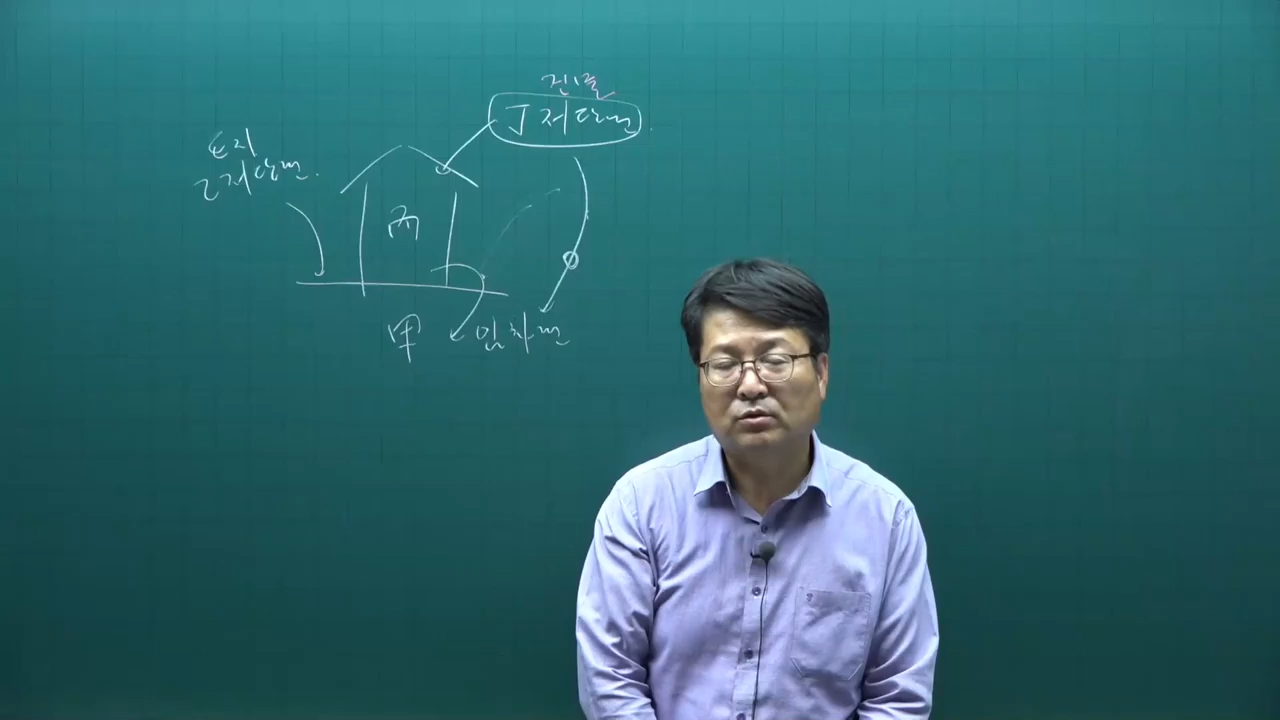 건물
丁 저당권
토지
乙 저당권.
丙
甲 임차권